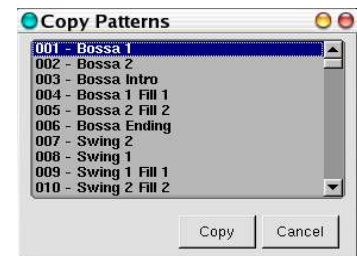 Copy Patterns
001 - Bossa 1
002 - Bossa 2
003 - Bossa Intro
004 - Bossa 1 Fill 1
005 - Bossa 2 Fill 2
006 - Bossa Ending
007 - Swing 2
008 - Swing 1
009 - Swing 1 Fill 1
010 - Swing 2 Fill 2
Copy Cancel